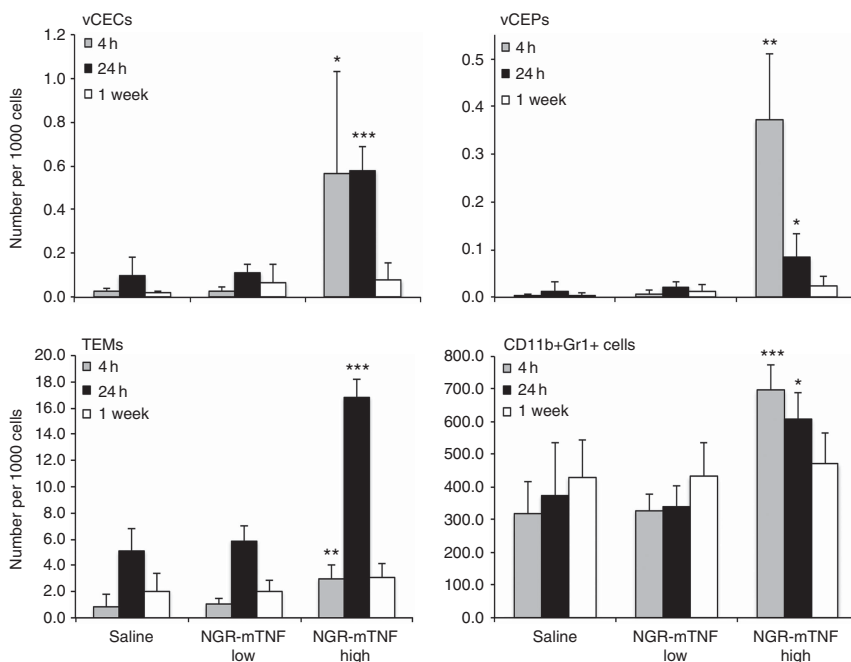 vCECs
4 h
24 h
1 week
1.2
1.0
0.8
0.6
0.4
0.2
0.0
Number per 1000 cells
*
***
vCEPs
4 h
24 h
1 week
0.5
0.4
0.3
0.2
0.1
0.0
**
*
TEMs
4 h
24 h
1 week
20.0
18.0
16.0
14.0
12.0
10.0
8.0
6.0
4.0
2.0
0.0
Number per 1000 cells
**
***
Saline
NGR-mTNF
low
NGR-mTNF
high
CD11b+Gr1+ cells
4 h
24 h
1 week
800.0
700.0
600.0
500.0
400.0
300.0
200.0
100.0
0.0
***
*
Saline
NGR-mTNF
low
NGR-mTNF
high